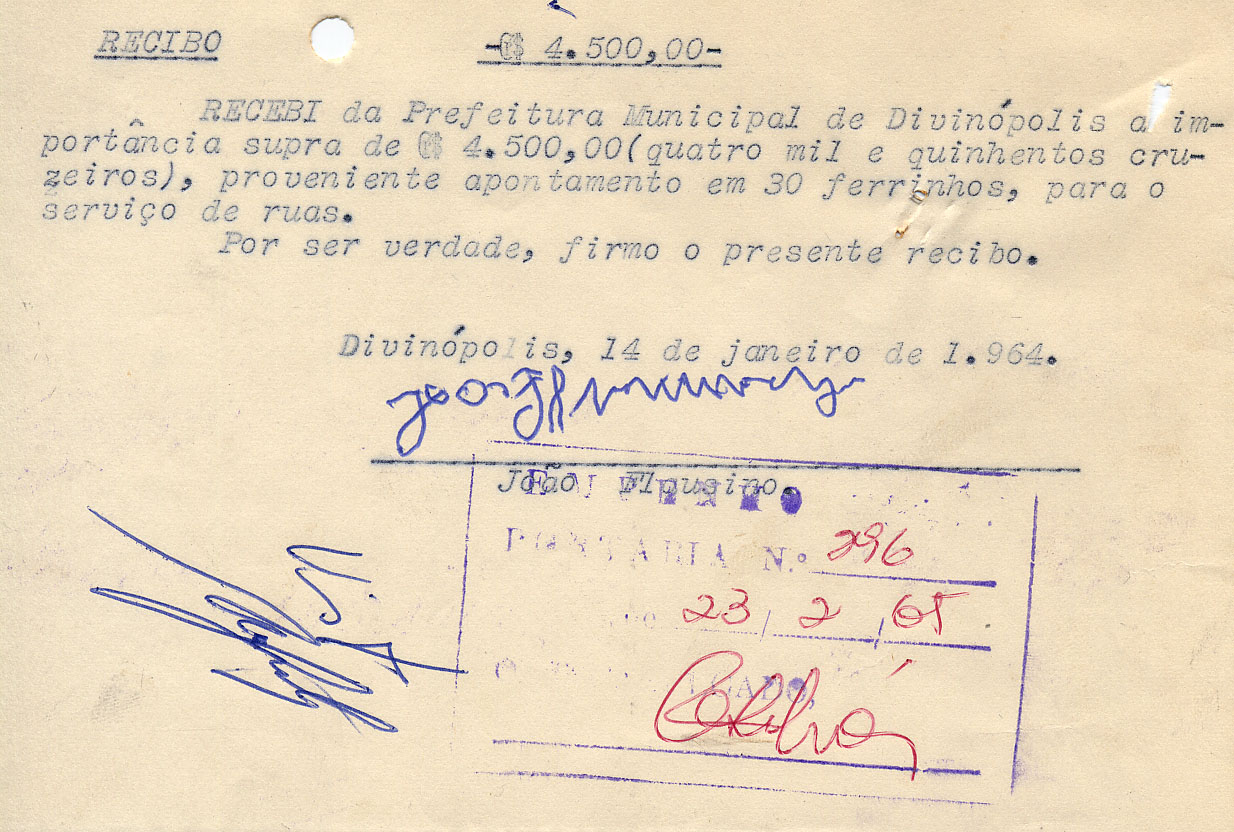 RECIBO -₢$ 4.500,00-
RECEBI da Prefeitura Municipal de Divinópolis a im-
portância supra de ₢$ 4.500,00(quatro mil e quinhentos cru-
zeiros), proveniente apontamento em 30 ferrinhos, para o
serviço de ruas.
Por ser verdade, firmo o presente recibo.
Divinópolis, 14 de janeiro de 1.964.
João Flausino.
PORTARIA N.º 296
23 / 2 / 65